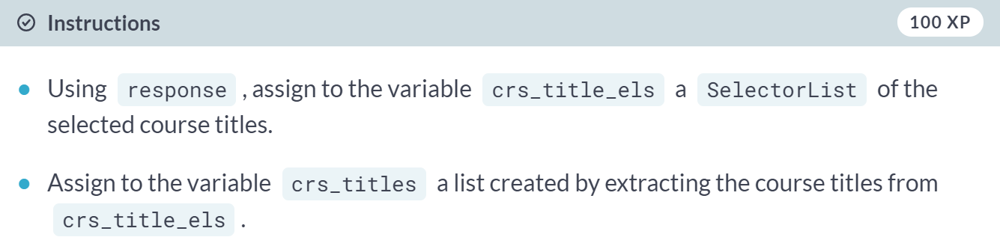 Instructions 100 XP
Using response , assign to the variable crs_title_els a SelectorList of the
selected course titles.
Assign to the variable crs_titles a list created by extracting the course titles from
crs_title_els .